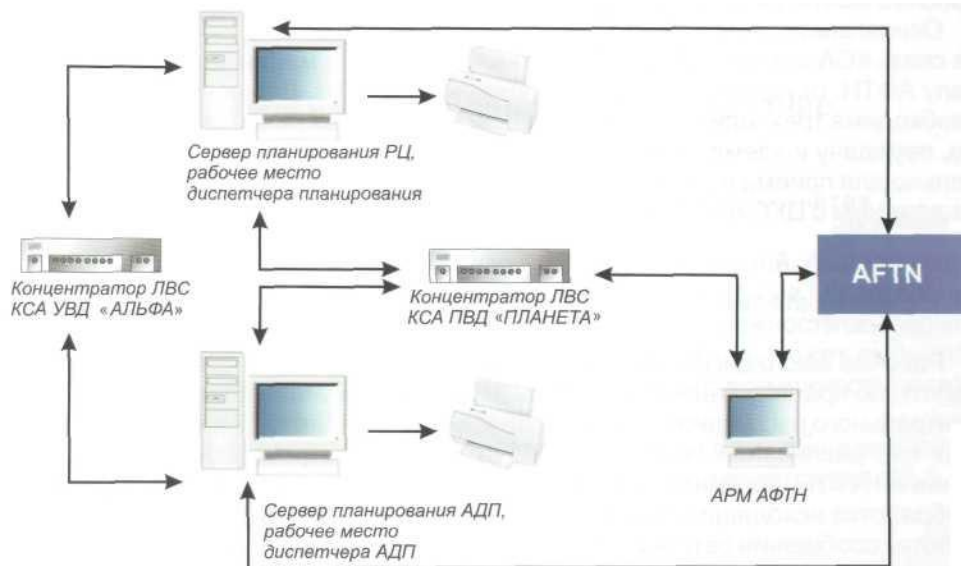 Сервер планирования РЦ,
рабочее место
диспетчера планирования
Концентратор ЛВС
КСА УВД «АЛЬФА»
Концентратор ЛВС
КСА ПВД «ПЛАНЕТА»
AFTN
АРМ АФТН
Сервер планирования АДП,
рабочее место
диспетчера АДП